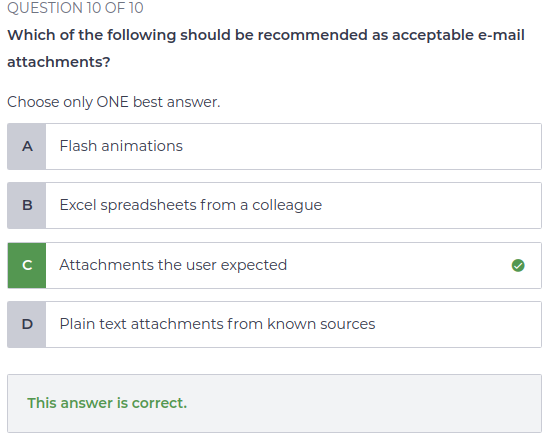 QUESTION 10 OF 10
Which of the following should be recommended as acceptable e-mail
attachments?
Choose only ONE best answer.
A Flash animations
B Excel spreadsheets from a colleague
C Attachments the user expected
D Plain text attachments from known sources
This answer is correct.